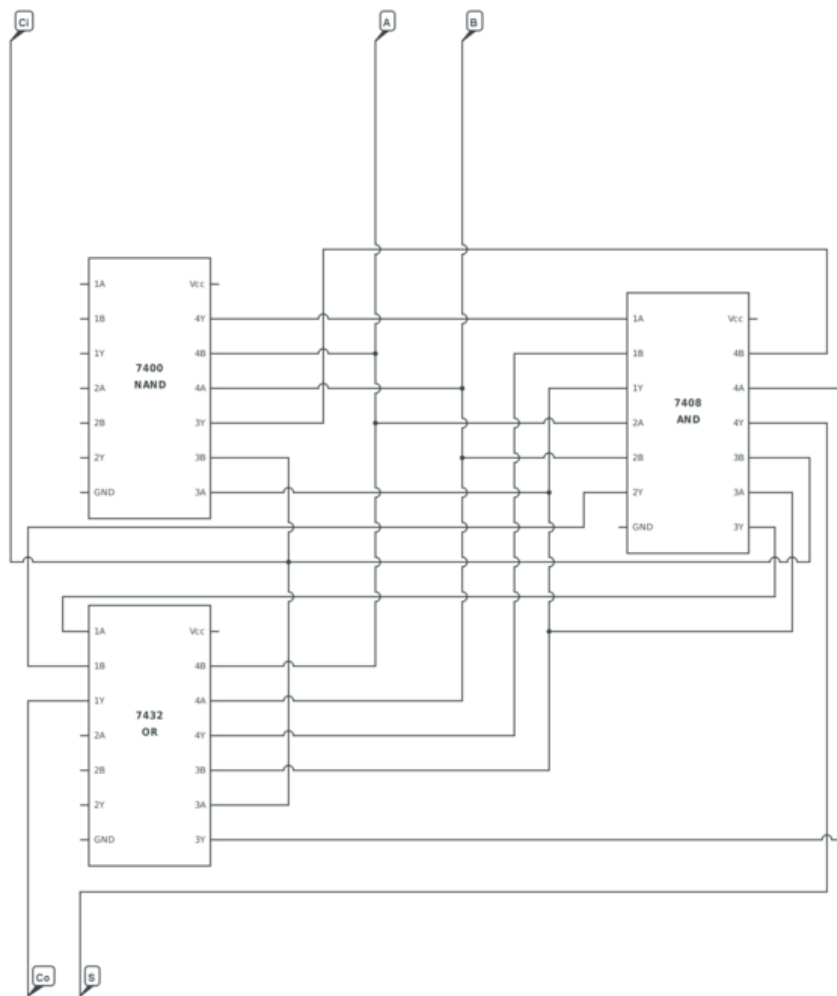 Ci
A
B
1A
Vcc
1B
4Y
1Y
4B
7400
NAND
2A
4A
2B
3Y
2Y
3B
GND
3A
1A
Vcc
1B
4B
1Y
4A
7408
AND
2A
4Y
2B
3B
2Y
3A
GND
3Y
1A
Vcc
1B
4B
1Y
4A
7432
OR
2A
4Y
2B
3B
2Y
3A
GND
3Y
Co
S